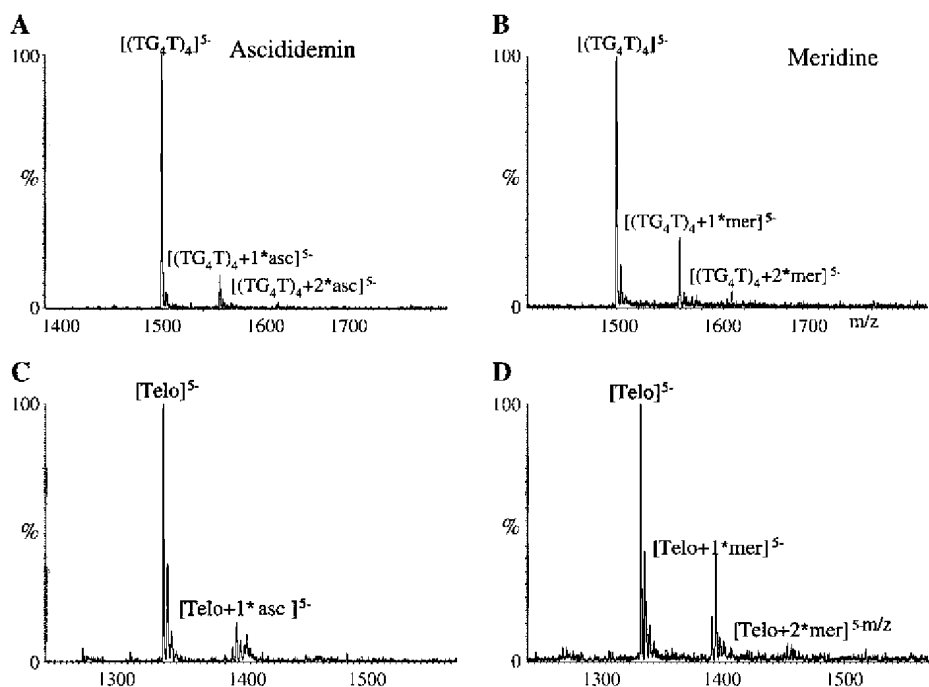 A
[(TG4T)4]5-
Ascididemin
100
%
[(TG4T)4+1*asc]5-
[(TG4T)4+2*asc]5-
0
1400 1500 1600 1700
B
[(TG4T)4]5-
Meridine
100
%
[(TG4T)4+1*mer]5-
[(TG4T)4+2*mer]5-
0
1500 1600 1700 m/z
C
[Telo]5-
100
%
[Telo+1*asc ]5-
0
1300 1400 1500
D
[Telo]5-
100
%
[Telo+1*mer]5-
[Telo+2*mer]5- m/z
0
1300 1400 1500